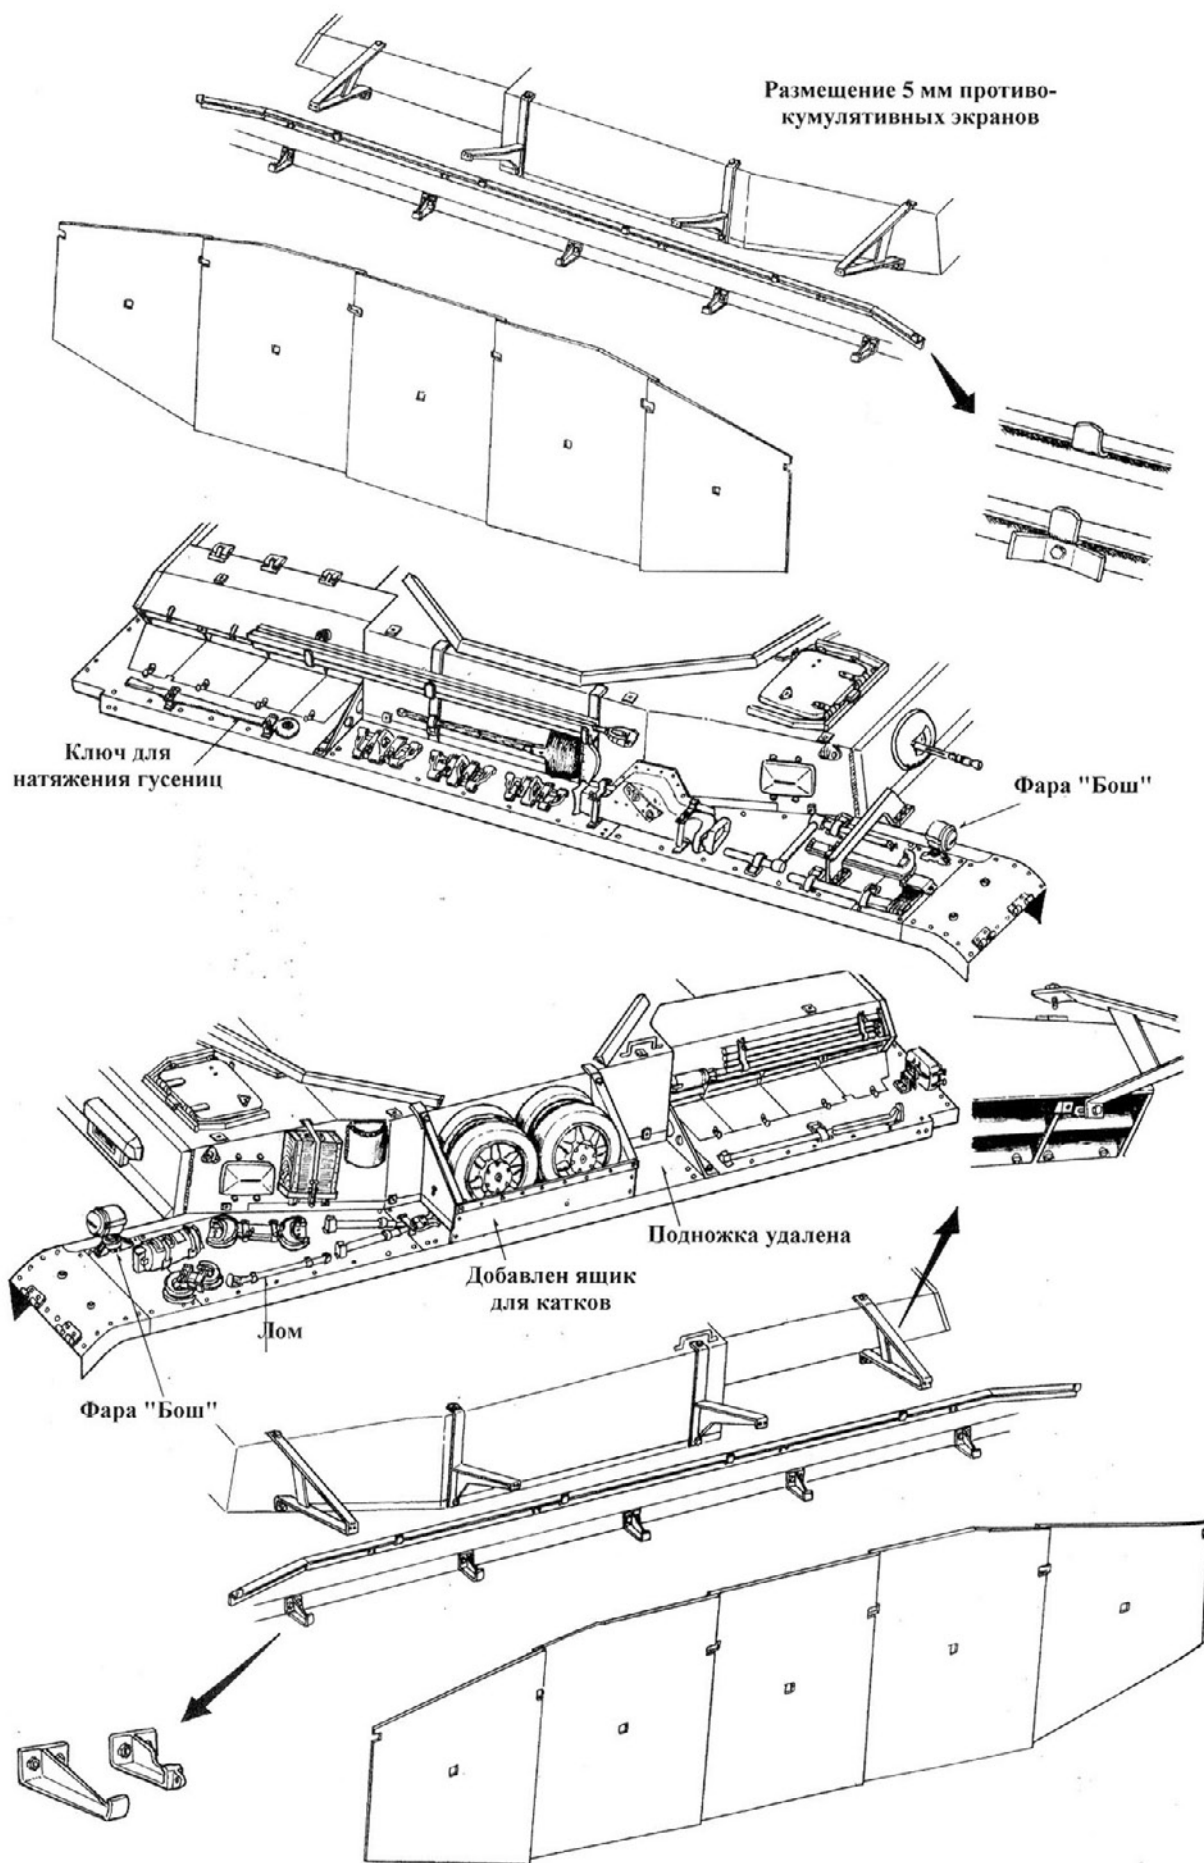 Размещение 5 мм противо-
кумулятивных экранов
Ключ для
натяжения гусениц
Фара "Бош"
Подножка удалена
Добавлен ящик
для катков
Лом
Фара "Бош"